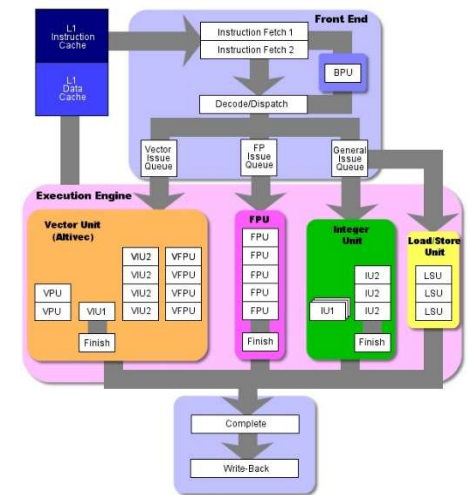 L1
Instruction
Cache
L1
Data
Cache
Front End
Instruction Fetch 1
Instruction Fetch 2
BPU
Decode/Dispatch
Vector
Issue
Queue
FP
Issue
Queue
General
Issue
Queue
Execution Engine
Vector Unit
(Altivec)
VPU
VPU
VIU1
VIU2
VIU2
VIU2
VIU2
VFPU
VFPU
VFPU
VFPU
Finish
FPU
FPU
FPU
FPU
FPU
FPU
Finish
Integer
Unit
IU1
IU2
IU2
IU2
Finish
Load/Store
Unit
LSU
LSU
LSU
Complete
Write-Back